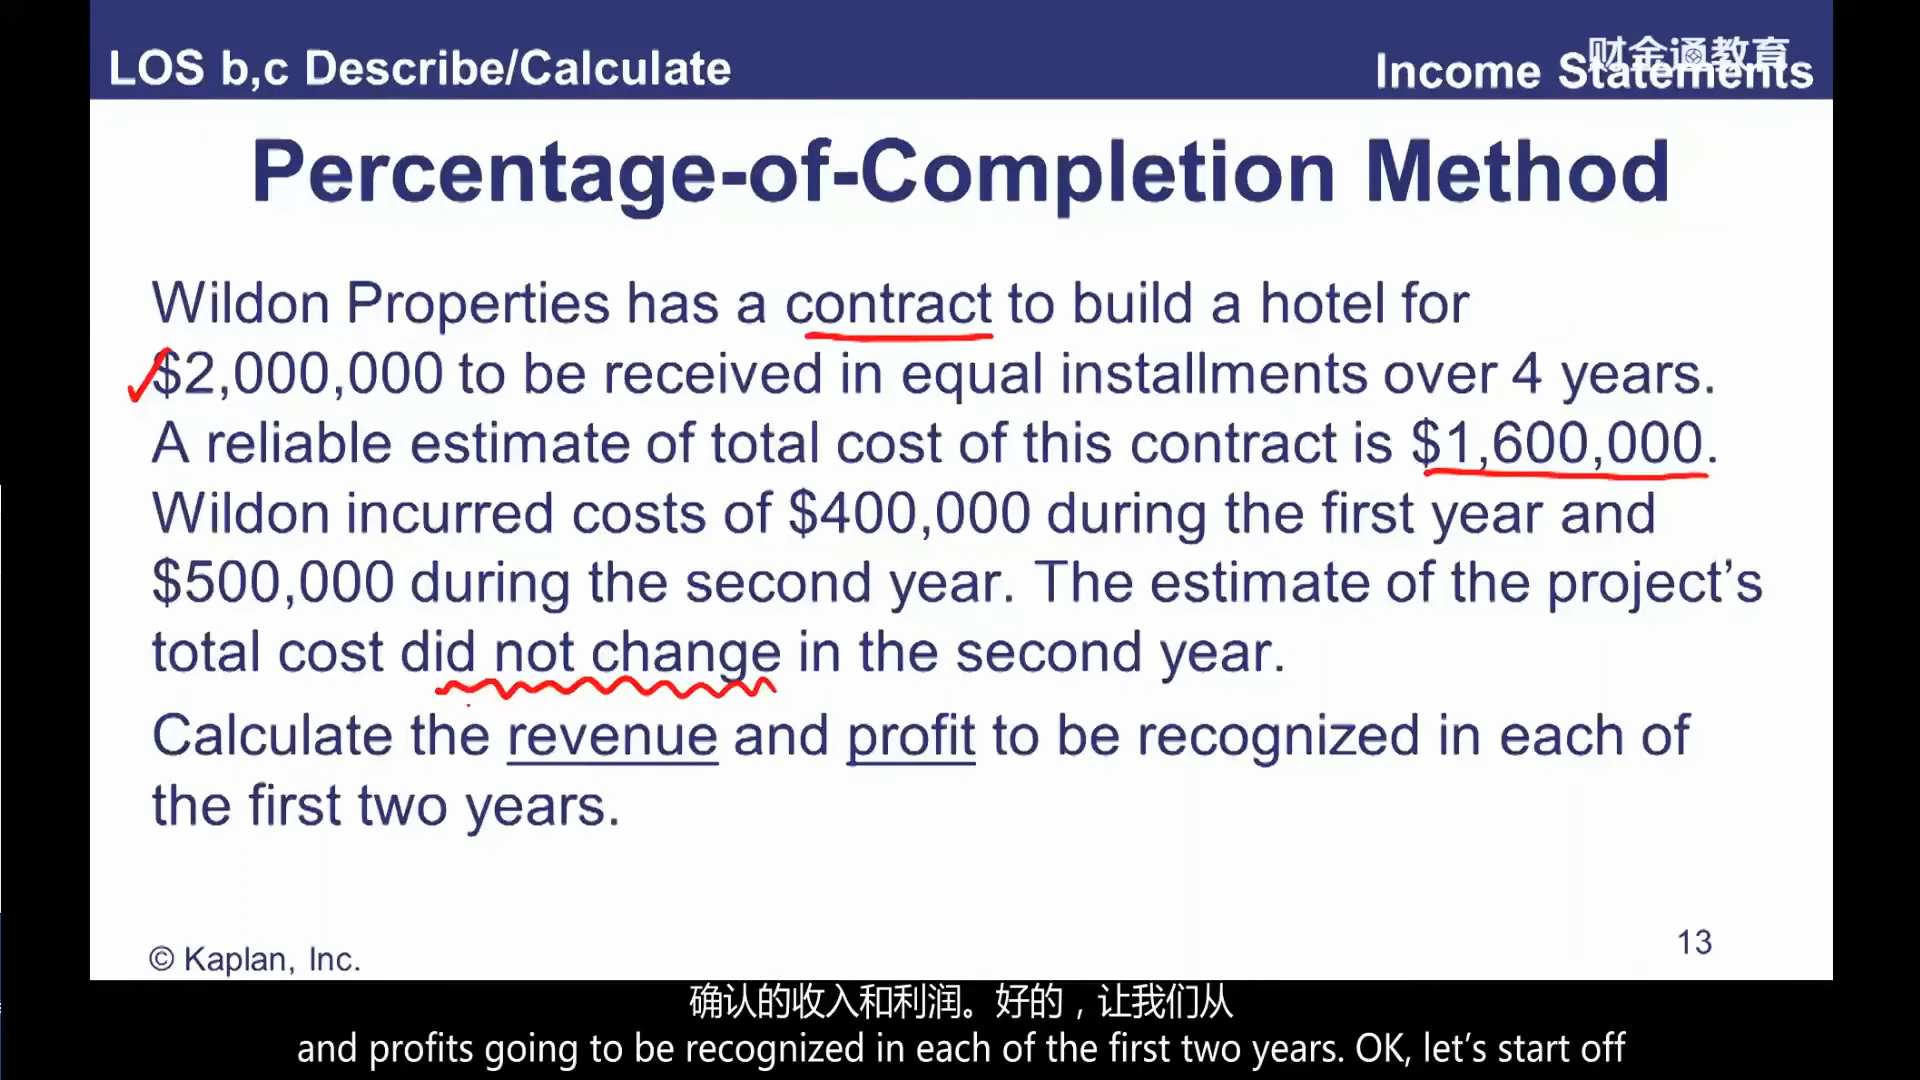 LOS b,c Describe/Calculate
Income Statements
财金通教育
Percentage-of-Completion Method
Wildon Properties has a contract to build a hotel for
$2,000,000 to be received in equal installments over 4 years.
A reliable estimate of total cost of this contract is $1,600,000.
Wildon incurred costs of $400,000 during the first year and
$500,000 during the second year. The estimate of the project’s
total cost did not change in the second year.
Calculate the revenue and profit to be recognized in each of
the first two years.
© Kaplan, Inc.
13
确认的收入和利润。好的，让我们从
and profits going to be recognized in each of the first two years. OK, let’s start off